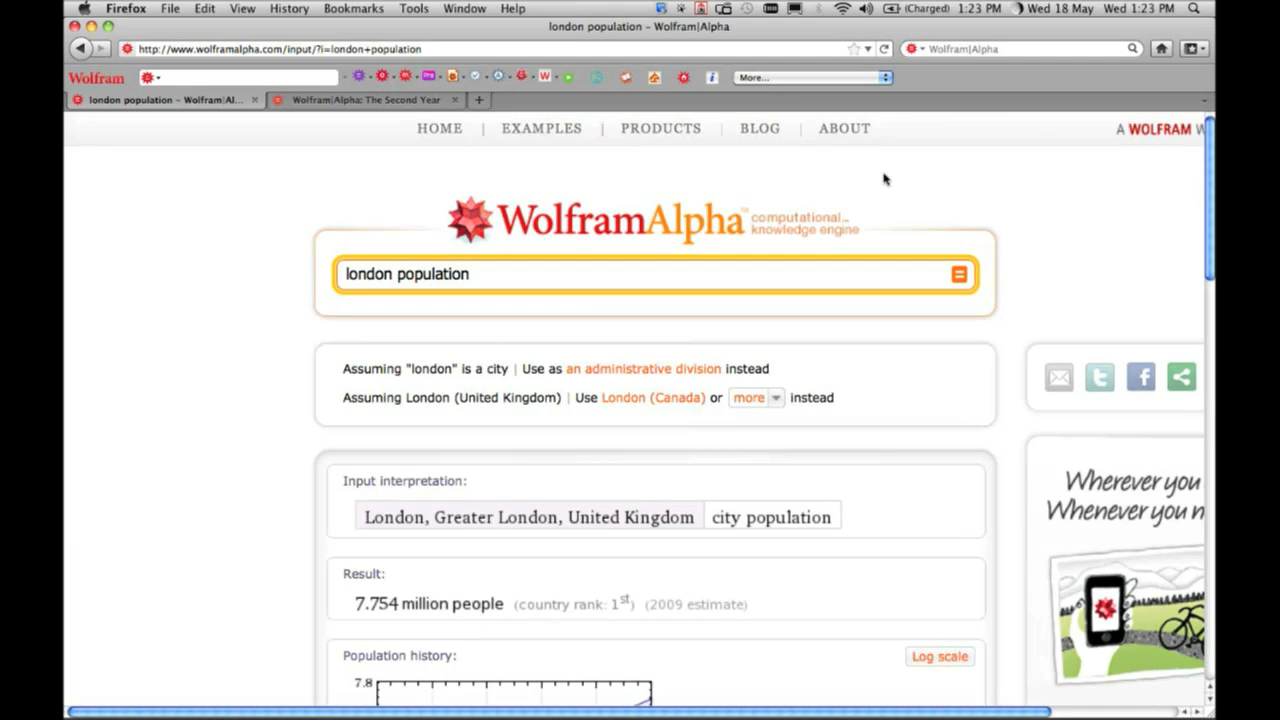 Firefox File Edit View History Bookmarks Tools Window Help (Charged) 1:23 PM Wed 18 May Wed 1:23 PM
london population – Wolfram|Alpha
http://www.wolframalpha.com/input/?i=london+population Wolfram|Alpha
Wolfram More...
london population – Wolfram|Al... Wolfram|Alpha: The Second Year
HOME | EXAMPLES | PRODUCTS | BLOG | ABOUT A WOLFRAM W
WolframAlpha™ computational... knowledge engine
london population
Assuming "london" is a city | Use as an administrative division instead
Assuming London (United Kingdom) | Use London (Canada) or more instead
Input interpretation:
London, Greater London, United Kingdom city population
Result:
7.754 million people (country rank: 1st) (2009 estimate)
Population history: Log scale
7.8
Wherever you
Whenever you n